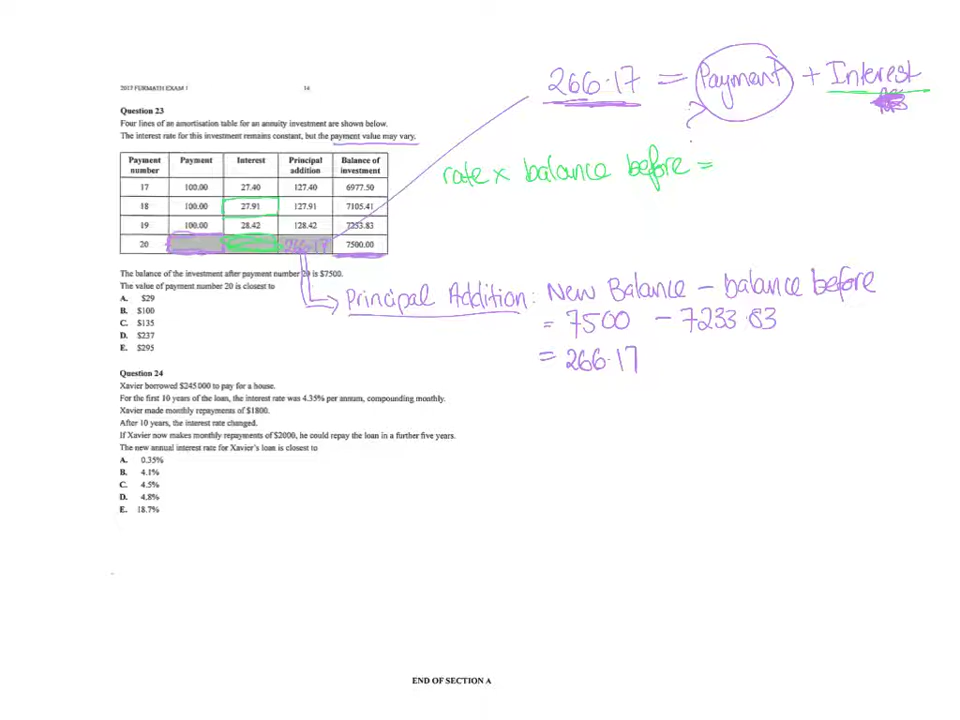 2017 FURMATH EXAM 1
14
266.17 = Payment + Interest
Question 23
Four lines of an amortisation table for an annuity investment are shown below.
The interest rate for this investment remains constant, but the payment value may vary.
Payment number Payment Interest Principal addition Balance of investment
17 100.00 27.40 127.40 6977.50
18 100.00 27.91 127.91 7105.41
19 100.00 28.42 128.42 7233.83
20 266.17 7500.00
rate × balance before =
The balance of the investment after payment number 20 is $7500.
The value of payment number 20 is closest to
A. $29
B. $100
C. $135
D. $237
E. $295
Principal Addition: New Balance - balance before
= 7500 - 7233.83
= 266.17
Question 24
Xavier borrowed $245 000 to pay for a house.
For the first 10 years of the loan, the interest rate was 4.35% per annum, compounding monthly.
Xavier made monthly repayments of $1800.
After 10 years, the interest rate changed.
If Xavier now makes monthly repayments of $2000, he could repay the loan in a further five years.
The new annual interest rate for Xavier's loan is closest to
A. 0.35%
B. 4.1%
C. 4.5%
D. 4.8%
E. 18.7%
END OF SECTION A